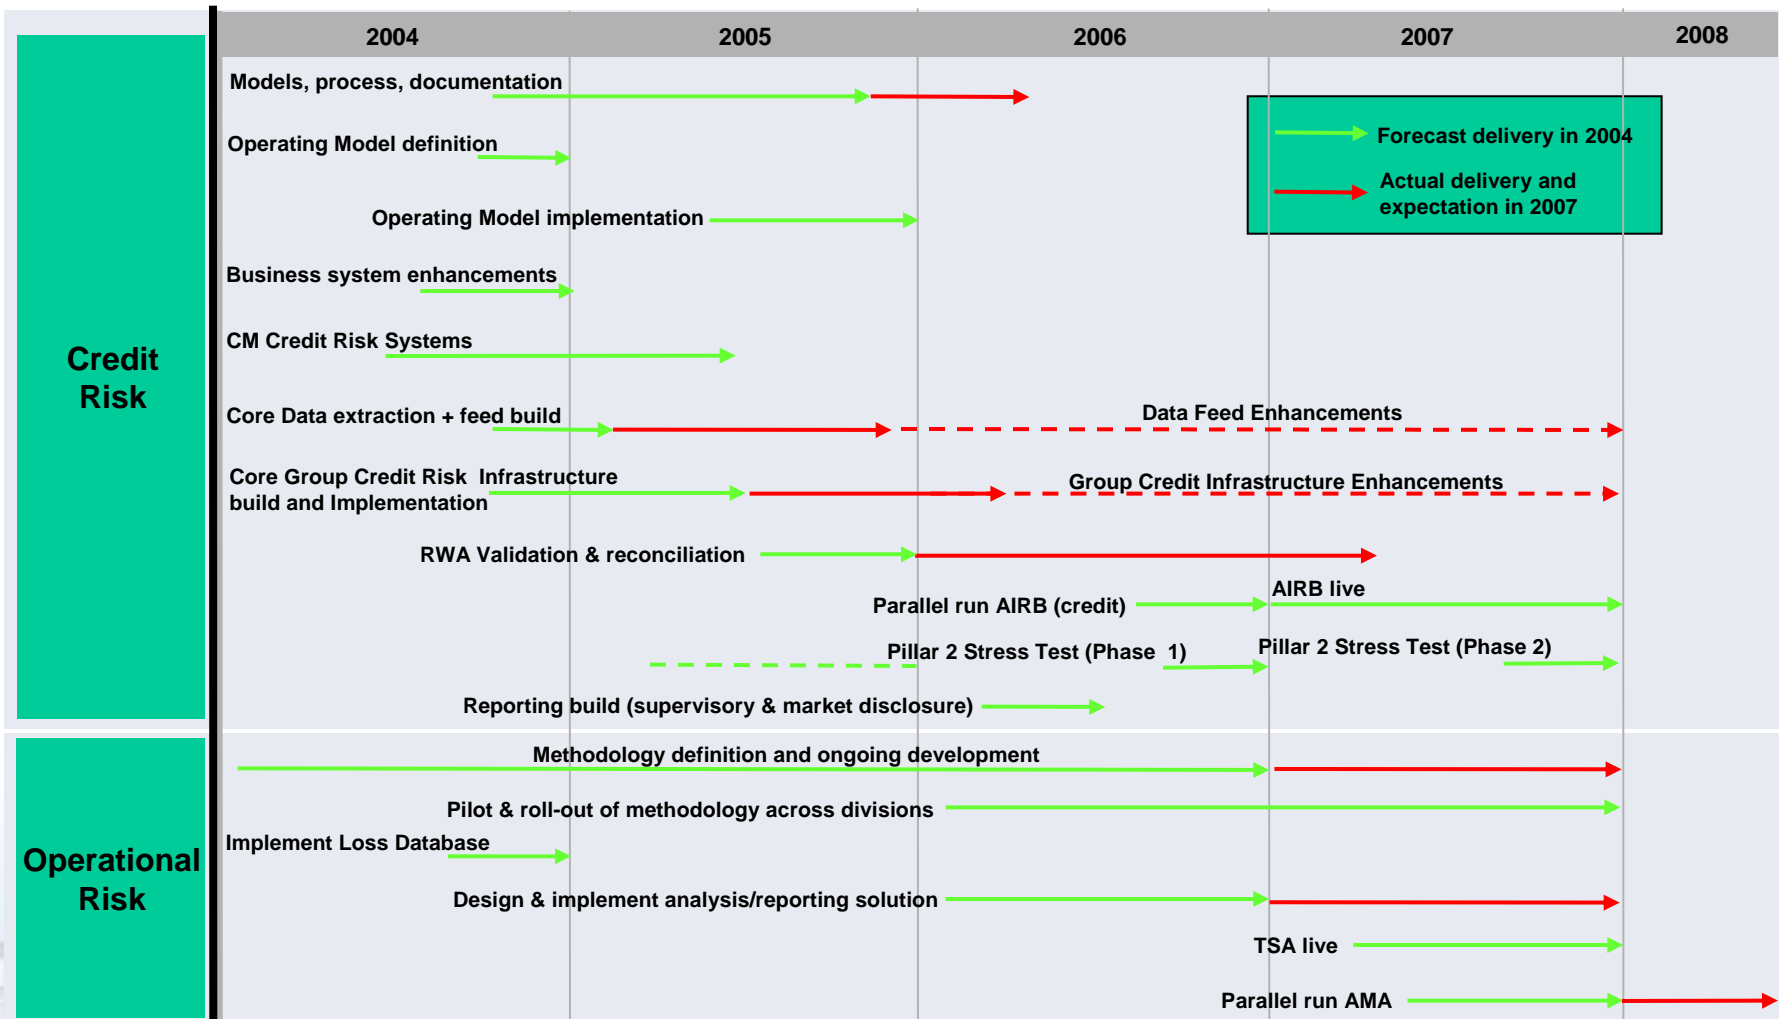 2004 2005 2006 2007 2008
Credit
Risk
Models, process, documentation
Forecast delivery in 2004
Actual delivery and
expectation in 2007
Operating Model definition
Operating Model implementation
Business system enhancements
CM Credit Risk Systems
Core Data extraction + feed build
Data Feed Enhancements
Core Group Credit Risk Infrastructure
build and Implementation
Group Credit Infrastructure Enhancements
RWA Validation & reconciliation
Parallel run AIRB (credit)
AIRB live
Pillar 2 Stress Test (Phase 1)
Pillar 2 Stress Test (Phase 2)
Reporting build (supervisory & market disclosure)
Operational
Risk
Methodology definition and ongoing development
Pilot & roll-out of methodology across divisions
Implement Loss Database
Design & implement analysis/reporting solution
TSA live
Parallel run AMA